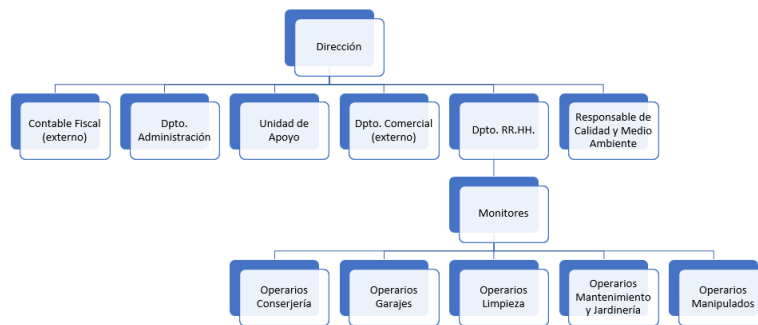 Dirección
Contable Fiscal
(externo)
Dpto.
Administración
Unidad de
Apoyo
Dpto. Comercial
(externo)
Dpto. RR.HH.
Responsable de
Calidad y Medio
Ambiente
Monitores
Operarios
Conserjería
Operarios
Garajes
Operarios
Limpieza
Operarios
Mantenimiento
y Jardinería
Operarios
Manipulados